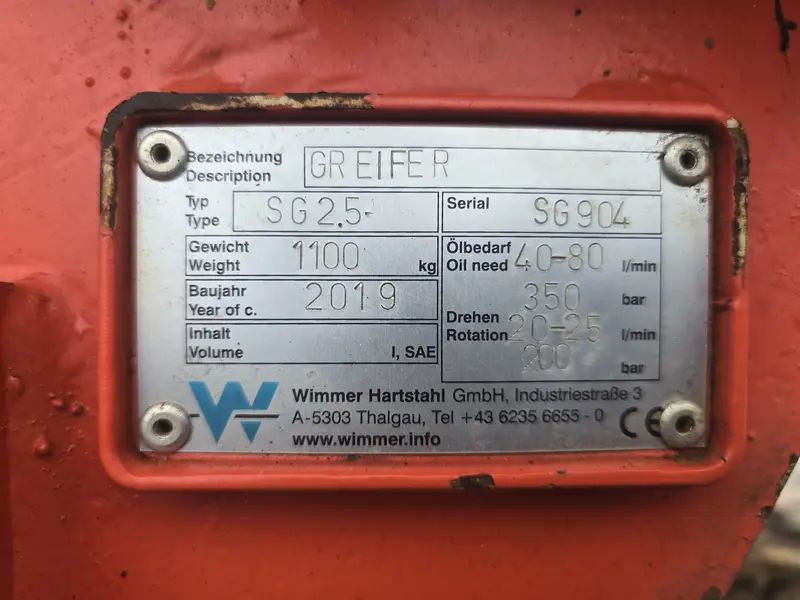 Bezeichnung
Description GREIFER
Typ
Type SG2.5-
Serial SG904
Gewicht
Weight 1100 kg
Ölbedarf
Oil need 40-80 l/min
350 bar
Baujahr
Year of c. 2019
Drehen
Rotation 20-25 l/min
200 bar
Inhalt
Volume l, SAE
W
Wimmer Hartstahl GmbH, Industriestraße 3
A-5303 Thalgau, Tel +43 6235 6655 - 0
www.wimmer.info
CE